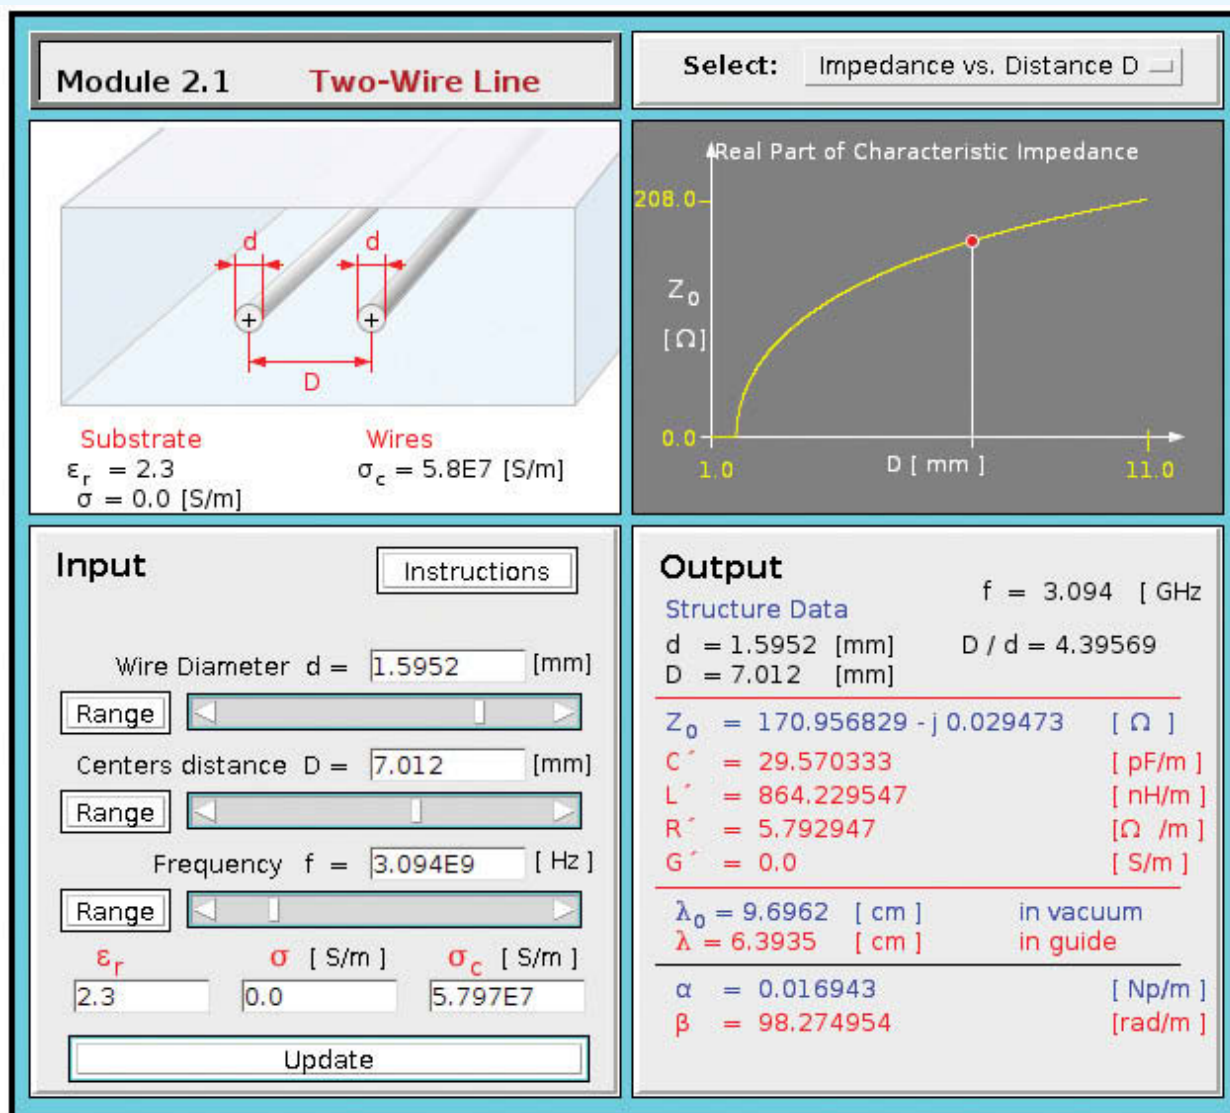 Module 2.1 Two-Wire Line
Select: Impedance vs. Distance D
d d
+ +
D
Substrate Wires
εr = 2.3 σc = 5.8E7 [S/m]
σ = 0.0 [S/m]
Real Part of Characteristic Impedance
208.0
Z0
[Ω]
0.0
1.0 D [ mm ] 11.0
Input
Instructions
Wire Diameter d = 1.5952 [mm]
Range
Centers distance D = 7.012 [mm]
Range
Frequency f = 3.094E9 [ Hz ]
Range
εr σ [ S/m ] σc [ S/m ]
2.3 0.0 5.797E7
Update
Output
f = 3.094 [ GHz
Structure Data
d = 1.5952 [mm] D / d = 4.39569
D = 7.012 [mm]
Z0 = 170.956829 - j 0.029473 [ Ω ]
C´ = 29.570333 [ pF/m ]
L´ = 864.229547 [ nH/m ]
R´ = 5.792947 [Ω /m ]
G´ = 0.0 [ S/m ]
λ0 = 9.6962 [ cm ] in vacuum
λ = 6.3935 [ cm ] in guide
α = 0.016943 [ Np/m ]
β = 98.274954 [rad/m ]